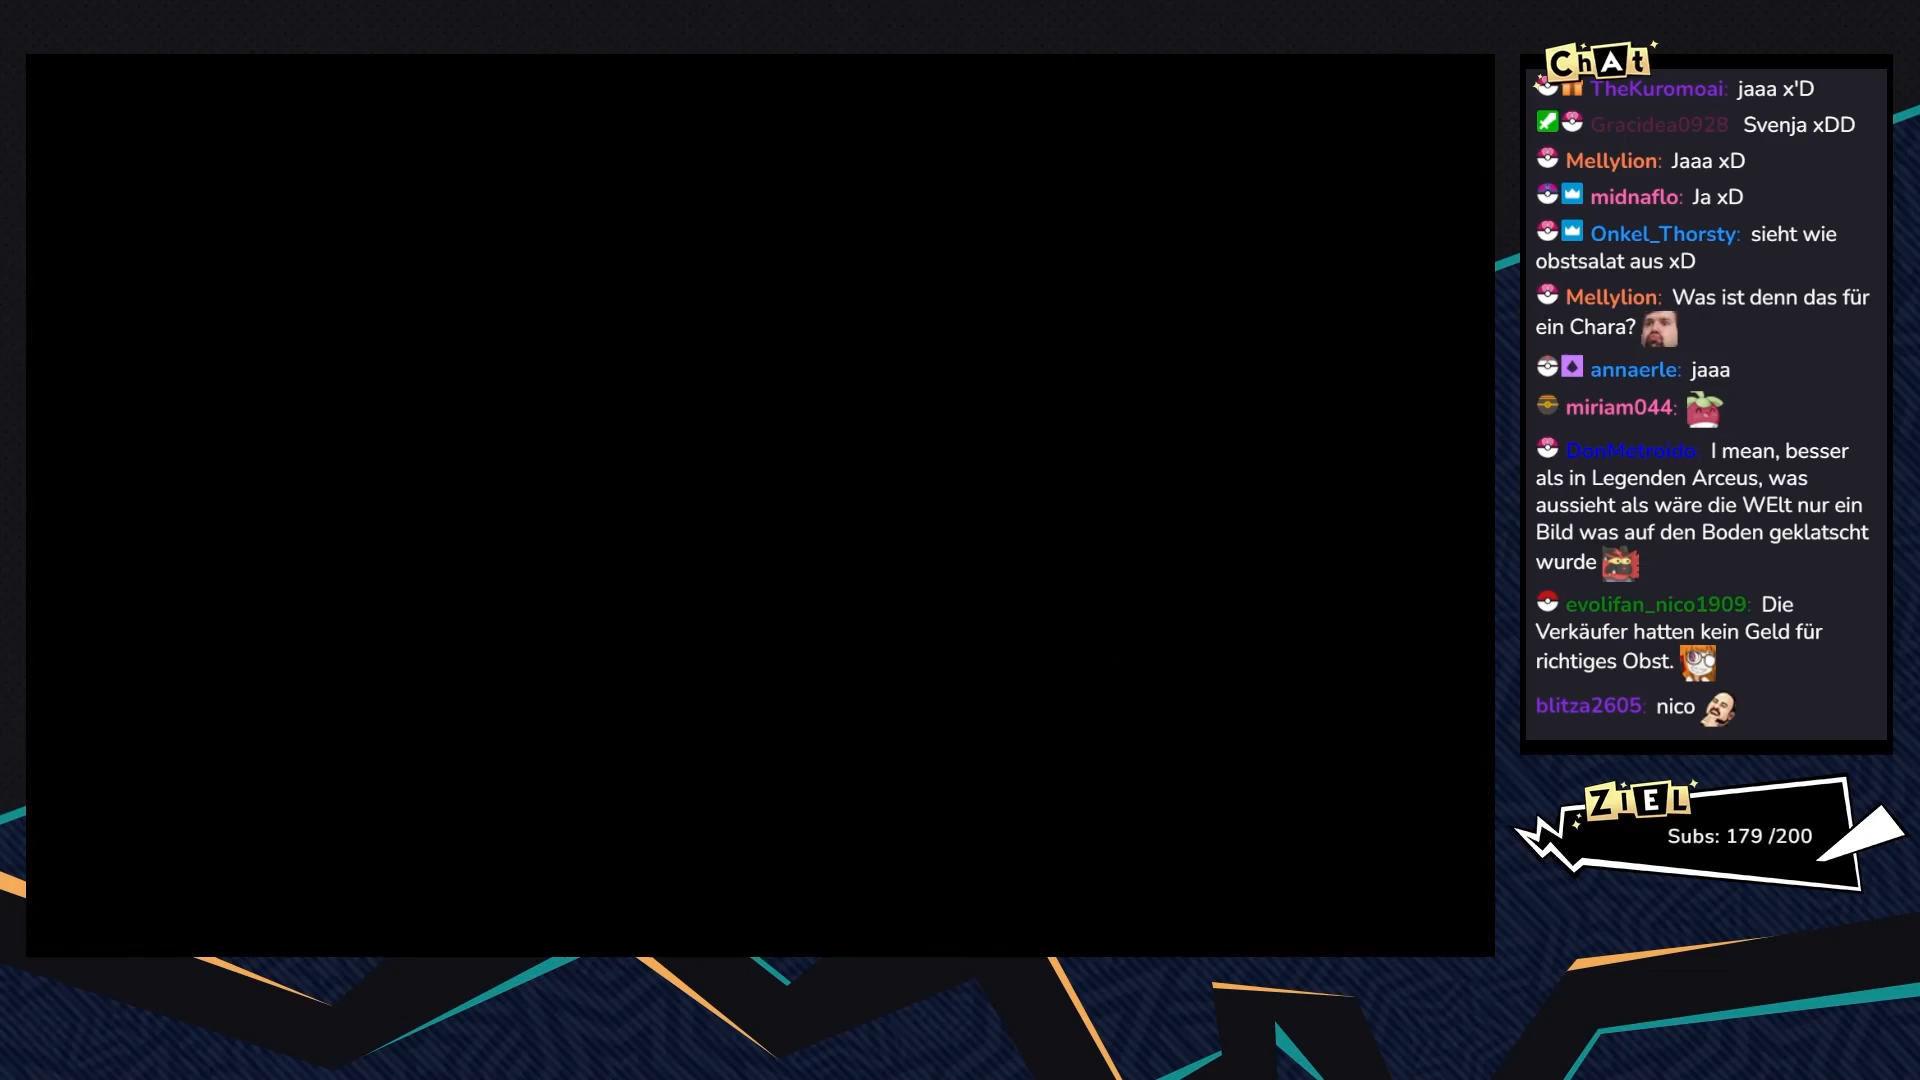 ChAt
TheKuromoai: jaaa x'D
Gracidea0928 Svenja xDD
Mellylion: Jaaa xD
midnaflo: Ja xD
Onkel_Thorsty: sieht wie
obstsalat aus xD
Mellylion: Was ist denn das für
ein Chara?
annaerle: jaaa
miriam044:
DonMetroido: I mean, besser
als in Legenden Arceus, was
aussieht als wäre die WElt nur ein
Bild was auf den Boden geklatscht
wurde
evolifan_nico1909: Die
Verkäufer hatten kein Geld für
richtiges Obst.
blitza2605: nico
ZIEL
Subs: 179 /200